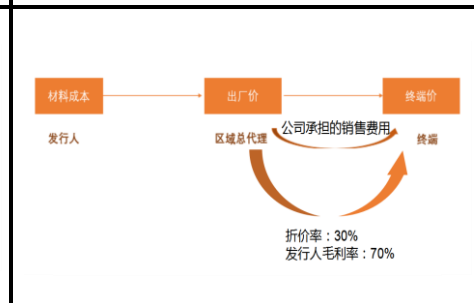 材料成本
出厂价
终端价
发行人
区域总代理
公司承担的销售费用
终端
折价率：30%
发行人毛利率：70%